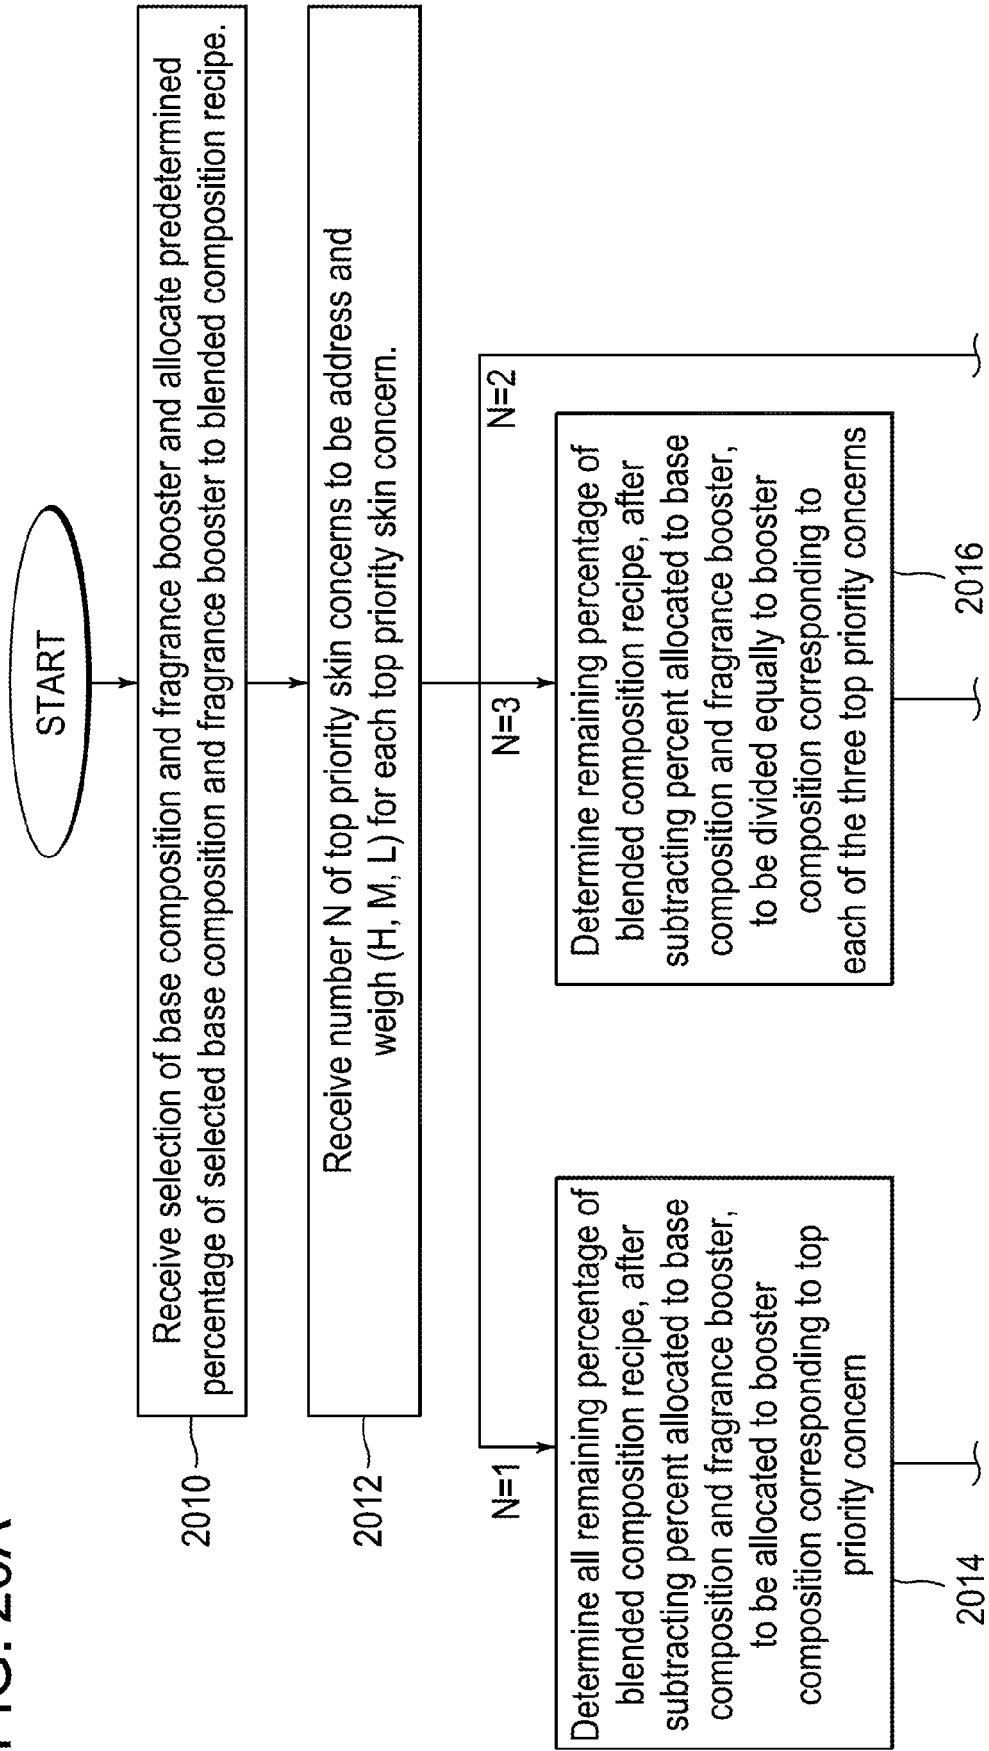 FIG. 20A
START
Receive selection of base composition and fragrance booster and allocate predetermined
percentage of selected base composition and fragrance booster to blended composition recipe.
2010
Receive number N of top priority skin concerns to be address and
weigh (H, M, L) for each top priority skin concern.
2012
N=1
N=3
N=2
Determine all remaining percentage of
blended composition recipe, after
subtracting percent allocated to base
composition and fragrance booster,
to be allocated to booster
composition corresponding to top
priority concern
2014
Determine remaining percentage of
blended composition recipe, after
subtracting percent allocated to base
composition and fragrance booster,
to be divided equally to booster
composition corresponding to
each of the three top priority concerns
2016